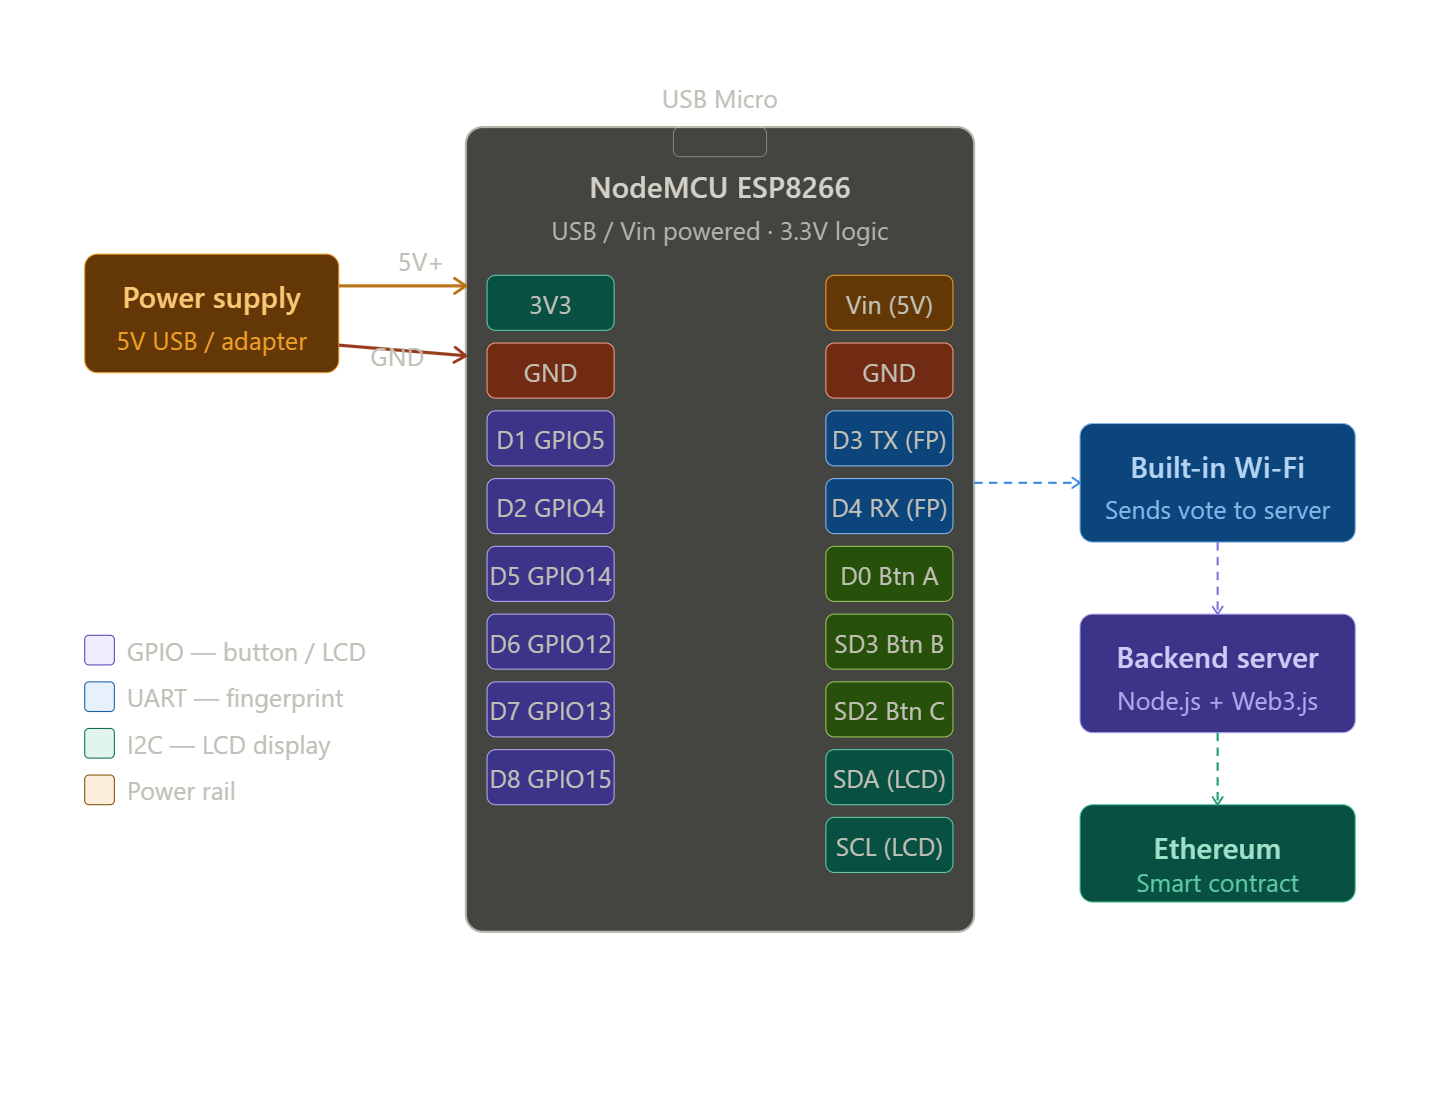 USB Micro
NodeMCU ESP8266
USB / Vin powered · 3.3V logic
5V+
Power supply
5V USB / adapter
GND
3V3
GND
D1 GPIO5
D2 GPIO4
D5 GPIO14
D6 GPIO12
D7 GPIO13
D8 GPIO15
Vin (5V)
GND
D3 TX (FP)
D4 RX (FP)
D0 Btn A
SD3 Btn B
SD2 Btn C
SDA (LCD)
SCL (LCD)
Built-in Wi-Fi
Sends vote to server
Backend server
Node.js + Web3.js
Ethereum
Smart contract
GPIO — button / LCD
UART — fingerprint
I2C — LCD display
Power rail